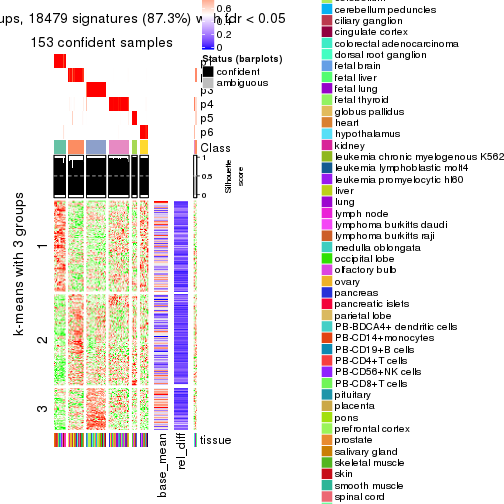 ups, 18479 signatures (87.3%) w th fdr < 0.05
153 confident samples
0.6
0.4
0.2
0
Status (barplots)
confident
ambiguous
p3
p4
p5
p6
Class
1
0.5
0
Silhouette
score
k-means with 3 groups
1
2
3
tissue
base_mean
rel_diff
cerebellum peduncles
ciliary ganglion
cingulate cortex
colorectal adenocarcinoma
dorsal root ganglion
fetal brain
fetal liver
fetal lung
fetal thyroid
globus pallidus
heart
hypothalamus
kidney
leukemia chronic myelogenous K562
leukemia lymphoblastic molt4
leukemia promyelocytic hl60
liver
lung
lymph node
lymphoma burkitts daudi
lymphoma burkitts raji
medulla oblongata
occipital lobe
olfactory bulb
ovary
pancreas
pancreatic islets
parietal lobe
PB-BDCA4+ dendritic cells
PB-CD14+monocytes
PB-CD19+B cells
PB-CD4+T cells
PB-CD56+NK cells
PB-CD8+T cells
pituitary
placenta
pons
prefrontal cortex
prostate
salivary gland
skeletal muscle
skin
smooth muscle
spinal cord